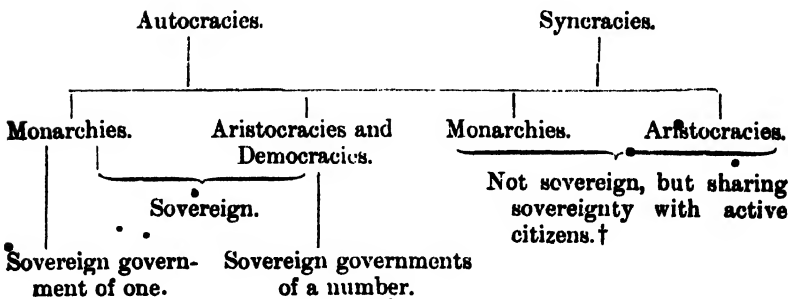 Autocracies. Syncracies.
Monarchies. Aristocracies and Democracies. Monarchies. Aristocracies.
Sovereign.
Not sovereign, but sharing
sovereignty with active
citizens.†
Sovereign govern-
ment of one.
Sovereign governments
of a number.